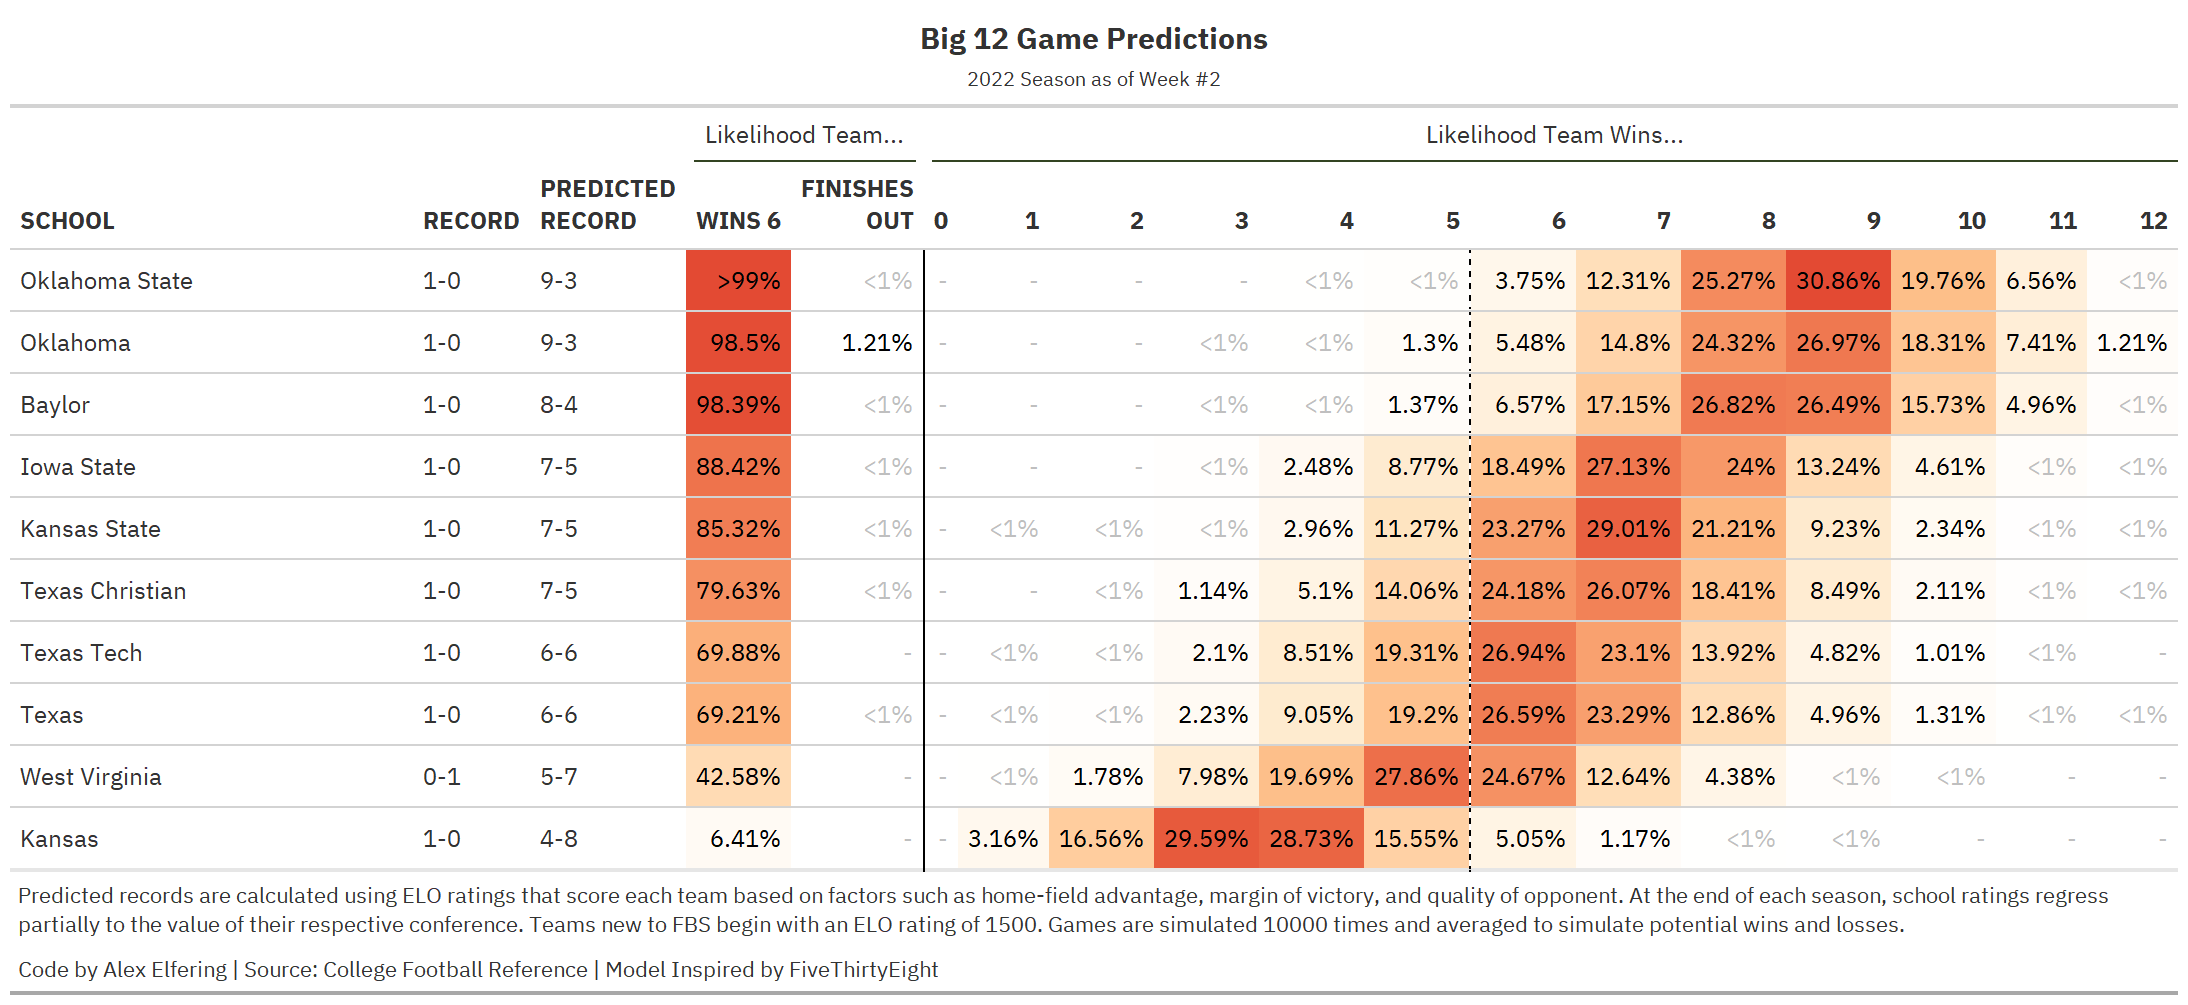 Big 12 Game Predictions
2022 Season as of Week #2
Likelihood Team... Likelihood Team Wins...
SCHOOL RECORD PREDICTED RECORD WINS 6 FINISHES OUT 0 1 2 3 4 5 6 7 8 9 10 11 12
Oklahoma State 1-0 9-3 >99% <1% - - - - <1% <1% 3.75% 12.31% 25.27% 30.86% 19.76% 6.56% <1%
Oklahoma 1-0 9-3 98.5% 1.21% - - - <1% <1% 1.3% 5.48% 14.8% 24.32% 26.97% 18.31% 7.41% 1.21%
Baylor 1-0 8-4 98.39% <1% - - - <1% <1% 1.37% 6.57% 17.15% 26.82% 26.49% 15.73% 4.96% <1%
Iowa State 1-0 7-5 88.42% <1% - - - <1% 2.48% 8.77% 18.49% 27.13% 24% 13.24% 4.61% <1% <1%
Kansas State 1-0 7-5 85.32% <1% - <1% <1% <1% 2.96% 11.27% 23.27% 29.01% 21.21% 9.23% 2.34% <1% <1%
Texas Christian 1-0 7-5 79.63% <1% - - <1% 1.14% 5.1% 14.06% 24.18% 26.07% 18.41% 8.49% 2.11% <1% <1%
Texas Tech 1-0 6-6 69.88% - - <1% <1% 2.1% 8.51% 19.31% 26.94% 23.1% 13.92% 4.82% 1.01% <1% -
Texas 1-0 6-6 69.21% <1% - <1% <1% 2.23% 9.05% 19.2% 26.59% 23.29% 12.86% 4.96% 1.31% <1% <1%
West Virginia 0-1 5-7 42.58% - - <1% 1.78% 7.98% 19.69% 27.86% 24.67% 12.64% 4.38% <1% <1% - -
Kansas 1-0 4-8 6.41% - - 3.16% 16.56% 29.59% 28.73% 15.55% 5.05% 1.17% <1% <1% - - -
Predicted records are calculated using ELO ratings that score each team based on factors such as home-field advantage, margin of victory, and quality of opponent. At the end of each season, school ratings regress
partially to the value of their respective conference. Teams new to FBS begin with an ELO rating of 1500. Games are simulated 10000 times and averaged to simulate potential wins and losses.
Code by Alex Elfering | Source: College Football Reference | Model Inspired by FiveThirtyEight